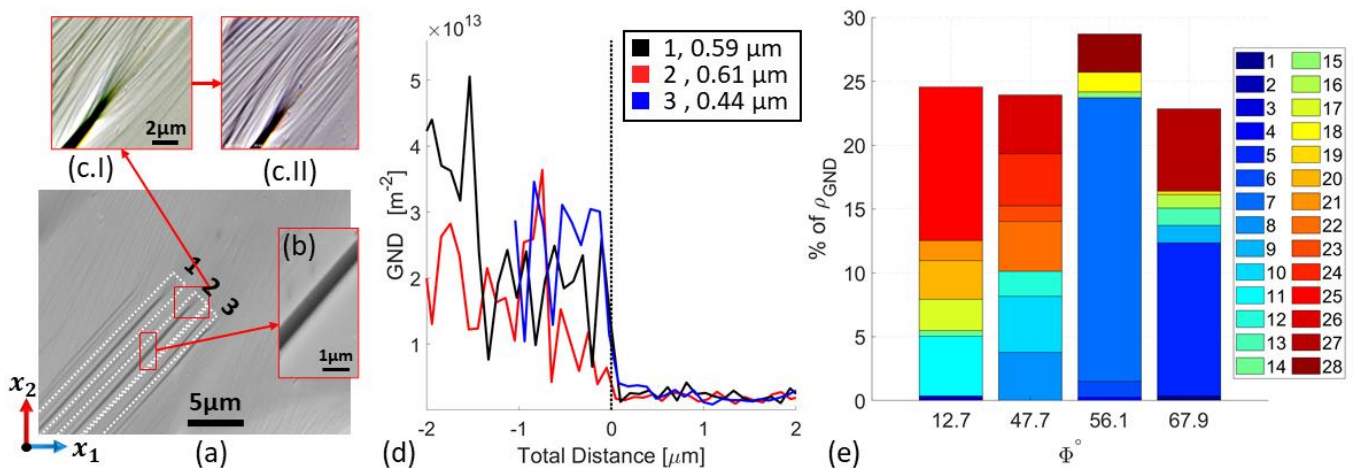 2μm
(c.I)
(c.II)
1
2
3
(b)
1μm
5μm
x2
x1
(a)
×10^13
1, 0.59 μm
2, 0.61 μm
3 , 0.44 μm
5
4
3
2
1
GND [m^-2]
-2
-1
0
1
2
Total Distance [μm]
(d)
30
25
20
15
10
5
0
% of ρGND
12.7
47.7
56.1
67.9
Φ°
(e)
1 15
2 16
3 17
4 18
5 19
6 20
7 21
8 22
9 23
10 24
11 25
12 26
13 27
14 28